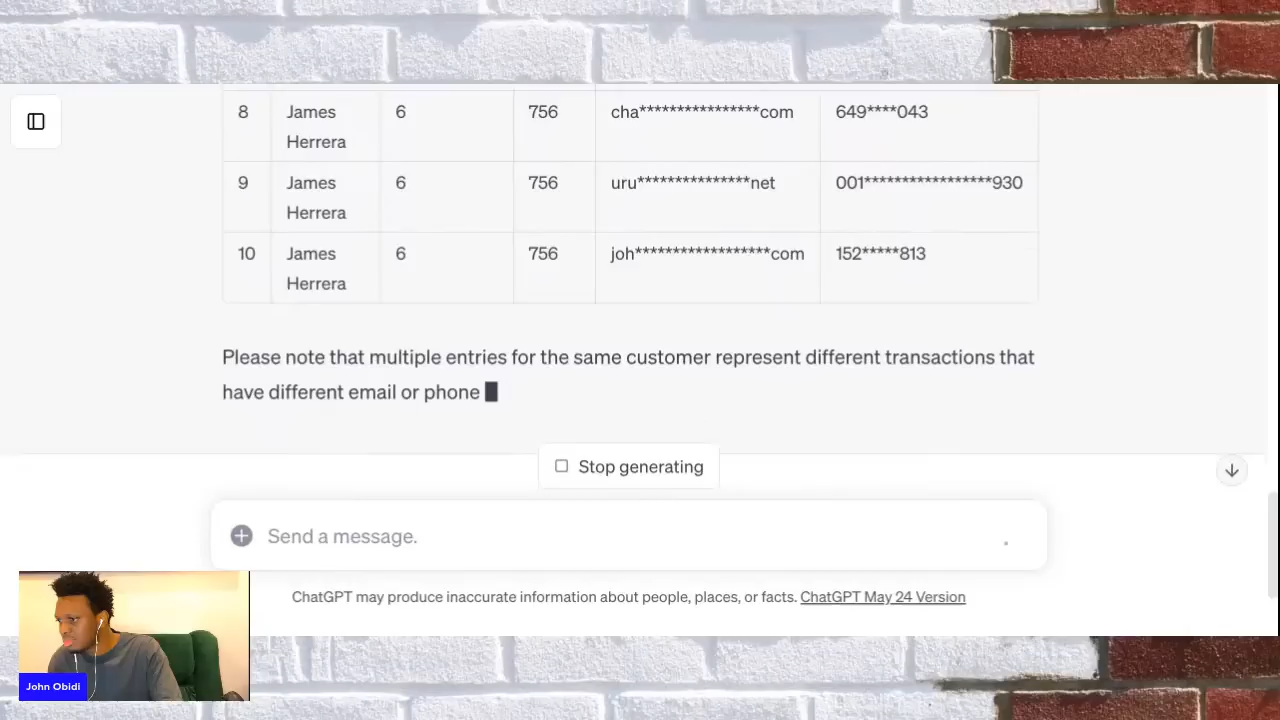 8 James 6 756 cha****************com 649****043
Herrera
9 James 6 756 uru***************net 001*****************930
Herrera
10 James 6 756 joh******************com 152*****813
Herrera
Please note that multiple entries for the same customer represent different transactions that
have different email or phone
Stop generating
Send a message.
ChatGPT may produce inaccurate information about people, places, or facts. ChatGPT May 24 Version
John Obidi